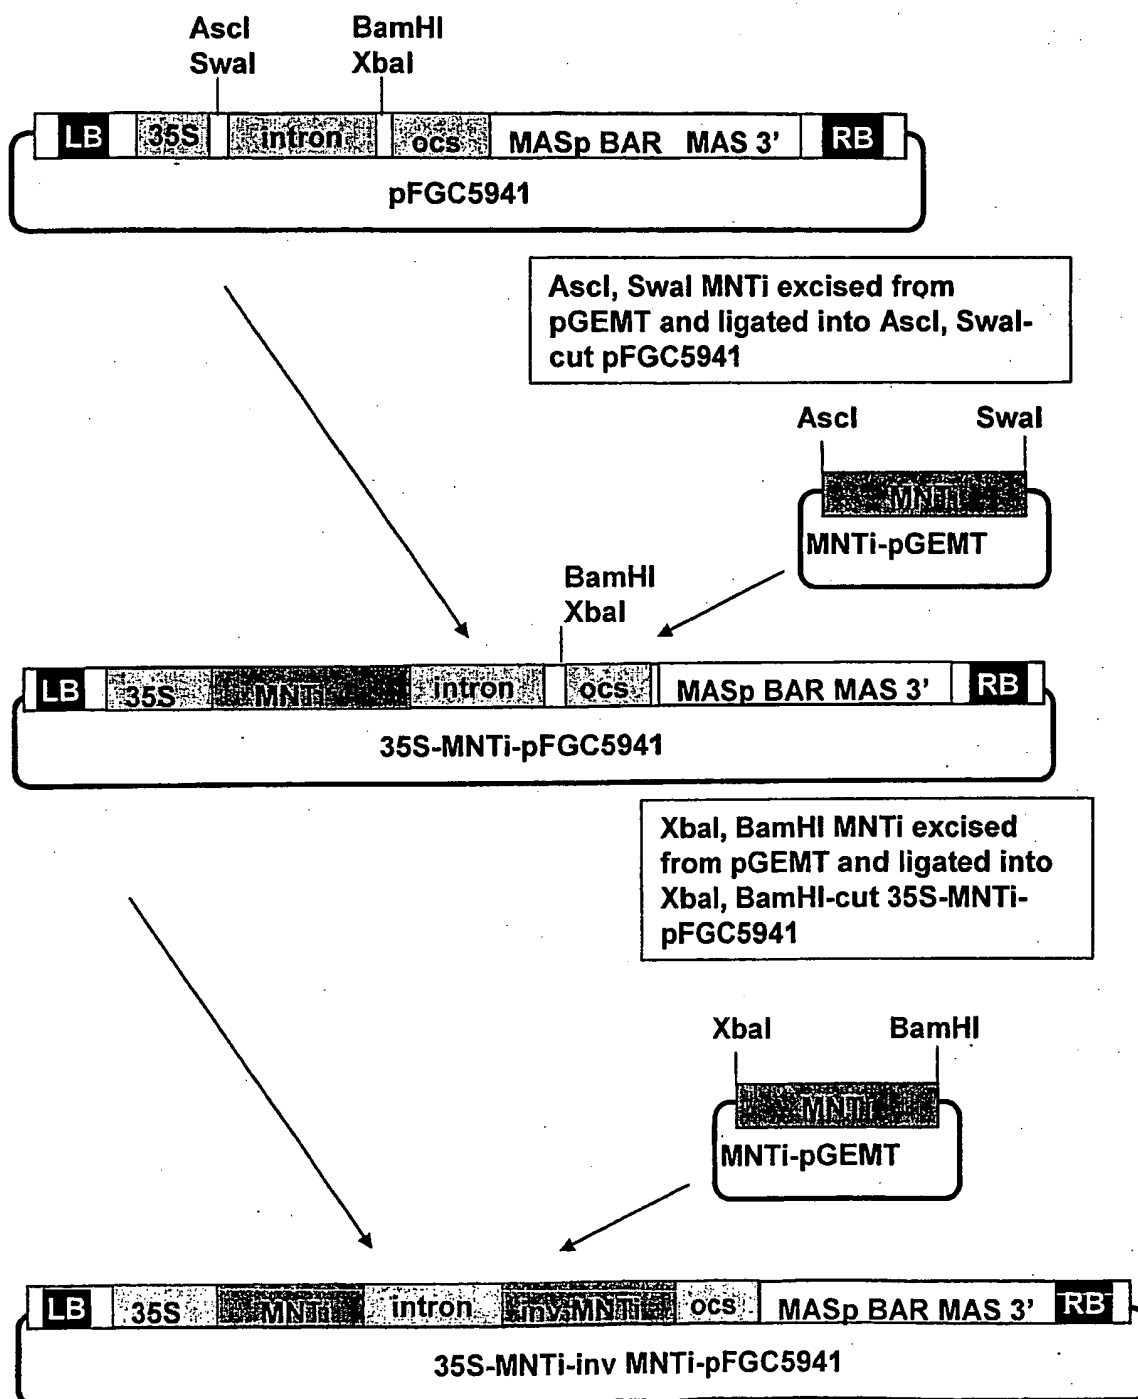 AscI BamHI
SwaI XbaI
LB 35S intron ocs MASp BAR MAS 3' RB
pFGC5941
AscI, SwaI MNTi excised from
pGEMT and ligated into AscI, SwaI-
cut pFGC5941
AscI SwaI
MNTi
MNTi-pGEMT
BamHI
XbaI
LB 35S MNTi intron ocs MASp BAR MAS 3' RB
35S-MNTi-pFGC5941
XbaI, BamHI MNTi excised
from pGEMT and ligated into
XbaI, BamHI-cut 35S-MNTi-
pFGC5941
XbaI BamHI
MNTi
MNTi-pGEMT
LB 35S MNTi intron inv MNTi ocs MASp BAR MAS 3' RB
35S-MNTi-inv MNTi-pFGC5941